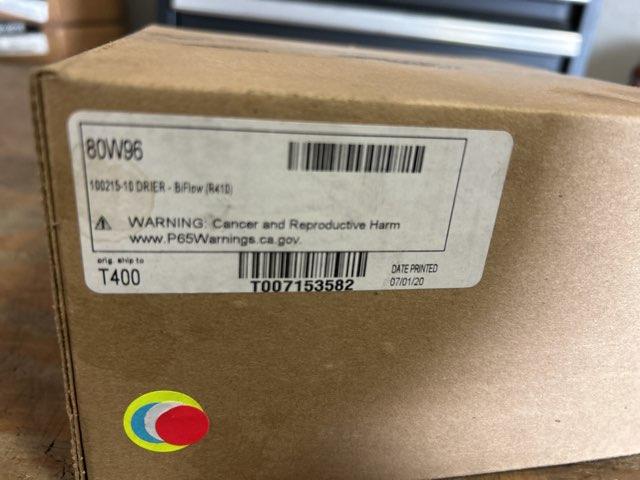 80W96
100215-10 DRIER - BiFlow (R410)
WARNING: Cancer and Reproductive Harm
www.P65Warnings.ca.gov.
orig. ship to
T400
T007153582
DATE PRINTED
07/01/20